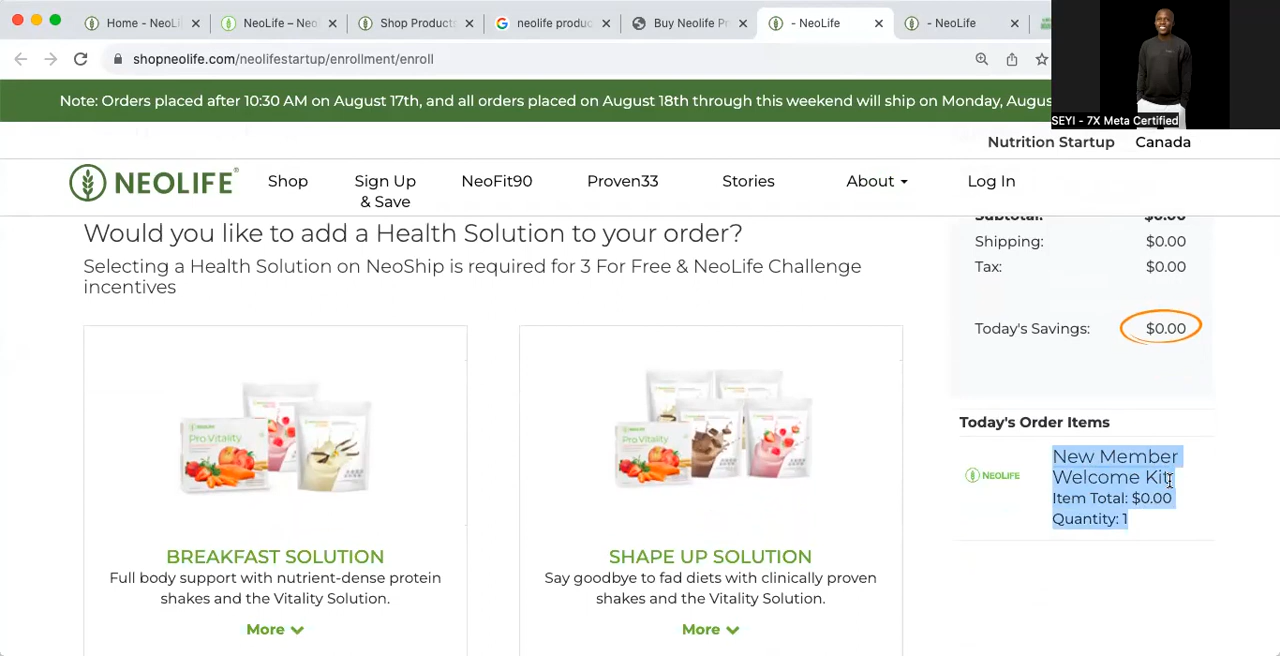 Home - NeoLi
NeoLife – Neo
Shop Products
neolife produc
Buy Neolife Pr
- NeoLife
- NeoLife
shopneolife.com/neolifestartup/enrollment/enroll
Note: Orders placed after 10:30 AM on August 17th, and all orders placed on August 18th through this weekend will ship on Monday, Augus
SEYI - 7X Meta Certified
Nutrition Startup Canada
NEOLIFE®
Shop
Sign Up
& Save
NeoFit90
Proven33
Stories
About
Log In
Would you like to add a Health Solution to your order?
Selecting a Health Solution on NeoShip is required for 3 For Free & NeoLife Challenge
incentives
Subtotal: $0.00
Shipping: $0.00
Tax: $0.00
Today's Savings: $0.00
Today's Order Items
NEOLIFE
New Member
Welcome Kit
Item Total: $0.00
Quantity: 1
Pro Vitality
BREAKFAST SOLUTION
Full body support with nutrient-dense protein
shakes and the Vitality Solution.
More
Pro Vitality
SHAPE UP SOLUTION
Say goodbye to fad diets with clinically proven
shakes and the Vitality Solution.
More